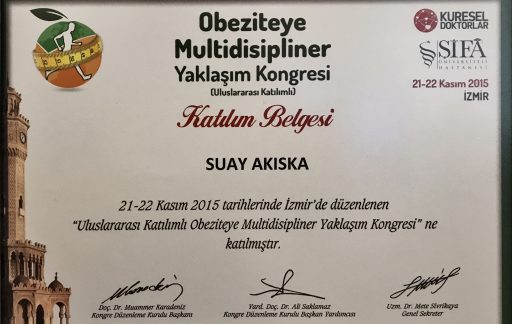 Obeziteye
Multidisipliner
Yaklaşım Kongresi
(Uluslararası Katılımlı)
KÜRESEL
DOKTORLAR
ŞİFA
ÜNİVERSİTESİ
HASTANESİ
21-22 Kasım 2015
İZMİR
Katılım Belgesi
SUAY AKISKA
21-22 Kasım 2015 tarihlerinde İzmir'de düzenlenen
“Uluslararası Katılımlı Obeziteye Multidisipliner Yaklaşım Kongresi” ne
katılmıştır.
Doç. Dr. Muammer Karadeniz
Kongre Düzenleme Kurulu Başkanı
Yard. Doç. Dr. Ali Saklamaz
Kongre Düzenleme Kurulu Başkan Yardımcısı
Uzm. Dr. Mete Sivrikaya
Genel Sekreter